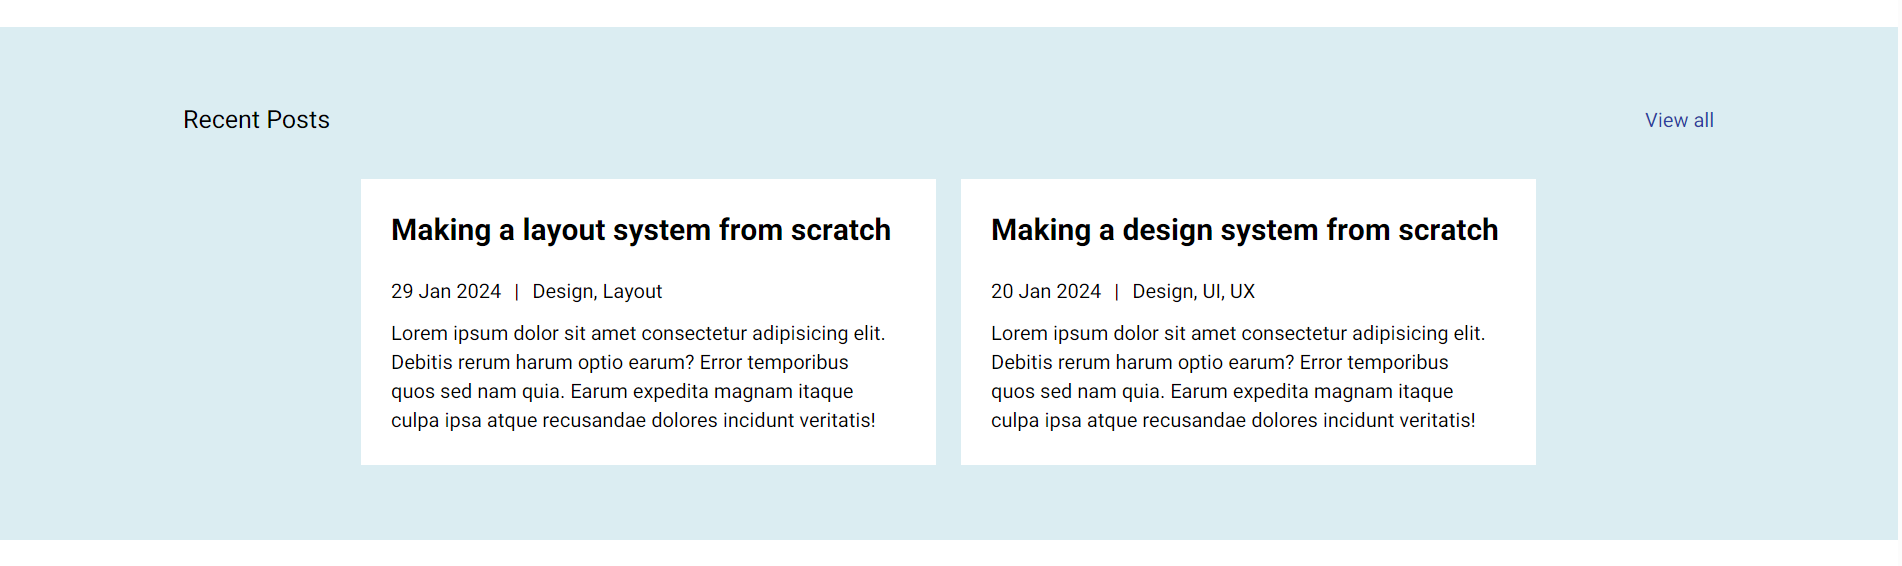 Recent Posts
View all
Making a layout system from scratch
29 Jan 2024 | Design, Layout
Lorem ipsum dolor sit amet consectetur adipisicing elit.
Debitis rerum harum optio earum? Error temporibus
quos sed nam quia. Earum expedita magnam itaque
culpa ipsa atque recusandae dolores incidunt veritatis!
Making a design system from scratch
20 Jan 2024 | Design, UI, UX
Lorem ipsum dolor sit amet consectetur adipisicing elit.
Debitis rerum harum optio earum? Error temporibus
quos sed nam quia. Earum expedita magnam itaque
culpa ipsa atque recusandae dolores incidunt veritatis!